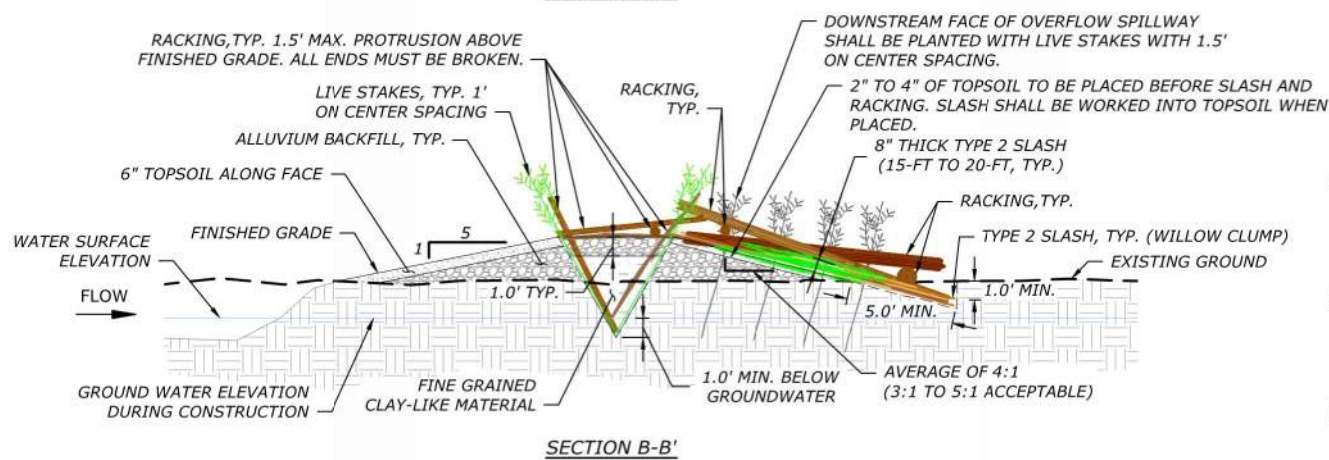 RACKING,TYP. 1.5' MAX. PROTRUSION ABOVE
FINISHED GRADE. ALL ENDS MUST BE BROKEN.
LIVE STAKES, TYP. 1'
ON CENTER SPACING
ALLUVIUM BACKFILL, TYP.
6" TOPSOIL ALONG FACE
FINISHED GRADE
WATER SURFACE
ELEVATION
FLOW
1
5
1.0' TYP.
GROUND WATER ELEVATION
DURING CONSTRUCTION
FINE GRAINED
CLAY-LIKE MATERIAL
RACKING,
TYP.
DOWNSTREAM FACE OF OVERFLOW SPILLWAY
SHALL BE PLANTED WITH LIVE STAKES WITH 1.5'
ON CENTER SPACING.
2" TO 4" OF TOPSOIL TO BE PLACED BEFORE SLASH AND
RACKING. SLASH SHALL BE WORKED INTO TOPSOIL WHEN
PLACED.
8" THICK TYPE 2 SLASH
(15-FT TO 20-FT, TYP.)
RACKING,TYP.
TYPE 2 SLASH, TYP. (WILLOW CLUMP)
EXISTING GROUND
1.0' MIN.
5.0' MIN.
AVERAGE OF 4:1
(3:1 TO 5:1 ACCEPTABLE)
1.0' MIN. BELOW
GROUNDWATER
SECTION B-B'